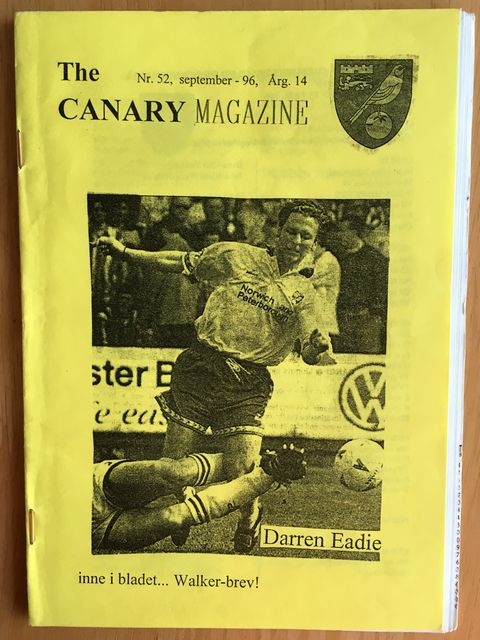 The
Nr. 52, september - 96, Årg. 14
CANARY MAGAZINE
Norwich and
Peterborough
ster B
e eas
Darren Eadie
inne i bladet... Walker-brev!